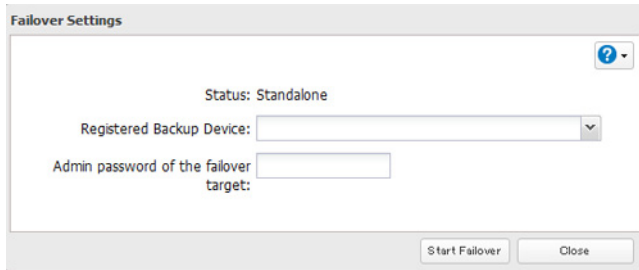 Failover Settings
?
Status: Standalone
Registered Backup Device:
Admin password of the failover
target:
Start Failover
Close